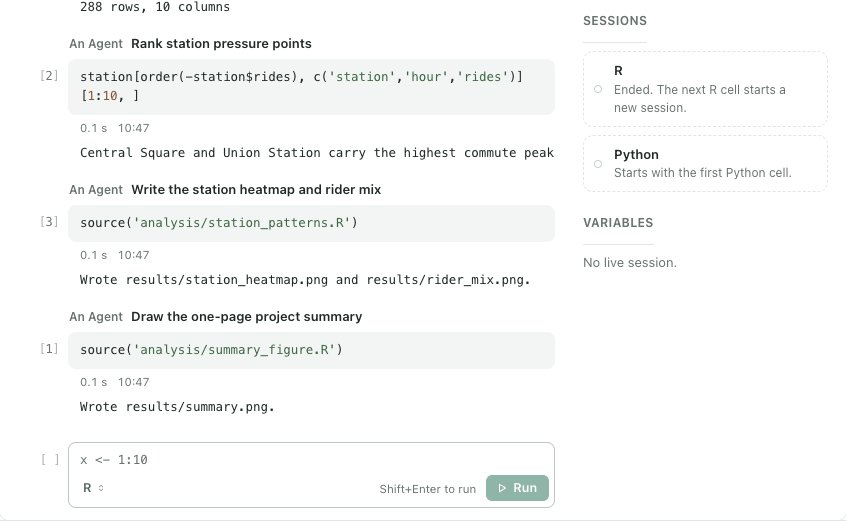 288 rows, 10 columns
An Agent Rank station pressure points
[2]
station[order(-station$rides), c('station','hour','rides')]
[1:10, ]
0.1 s 10:47
Central Square and Union Station carry the highest commute peak
An Agent Write the station heatmap and rider mix
[3]
source('analysis/station_patterns.R')
0.1 s 10:47
Wrote results/station_heatmap.png and results/rider_mix.png.
An Agent Draw the one-page project summary
[1]
source('analysis/summary_figure.R')
0.1 s 10:47
Wrote results/summary.png.
[ ]
x <- 1:10
R
Shift+Enter to run
Run
SESSIONS
R
Ended. The next R cell starts a
new session.
Python
Starts with the first Python cell.
VARIABLES
No live session.